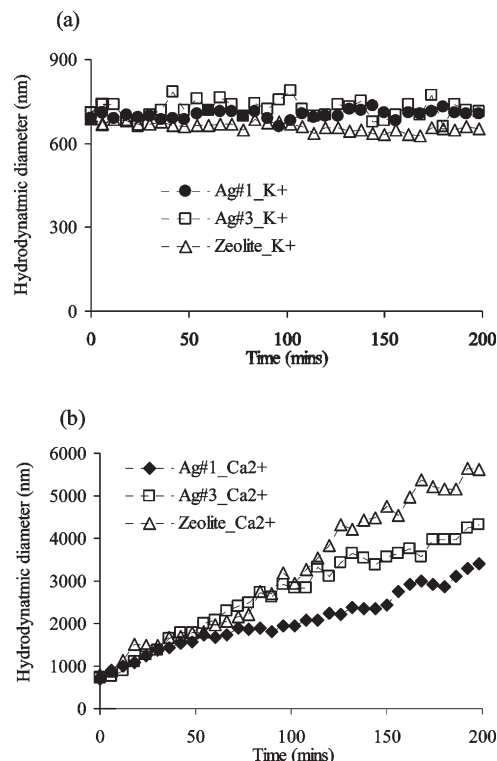 (a)
Hydrodynatmic diameter (nm)
900
600
300
0
Ag#1_K+
Ag#3_K+
Zeolite_K+
0 50 100 150 200
Time (mins)
(b)
Hydrodynatmic diameter (nm)
6000
5000
4000
3000
2000
1000
0
Ag#1_Ca2+
Ag#3_Ca2+
Zeolite_Ca2+
0 50 100 150 200
Time (mins)